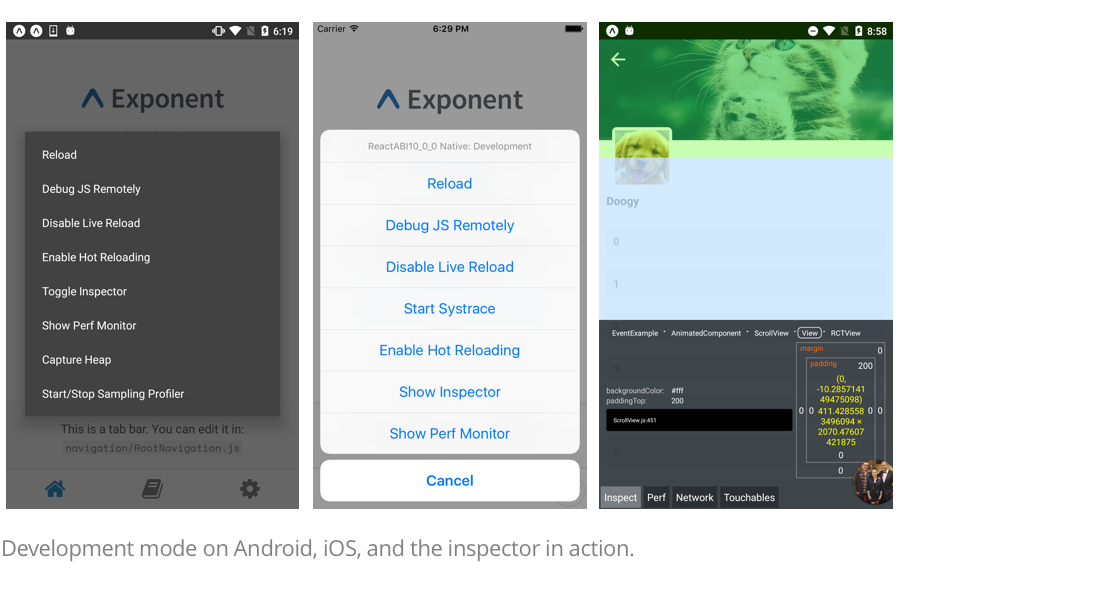 6:19
Exponent
Reload
Debug JS Remotely
Disable Live Reload
Enable Hot Reloading
Toggle Inspector
Show Perf Monitor
Capture Heap
Start/Stop Sampling Profiler
This is a tab bar. You can edit it in:
navigation/RootNavigation.js
Carrier 6:29 PM
Exponent
ReactABI10_0_0 Native: Development
Reload
Debug JS Remotely
Disable Live Reload
Start Systrace
Enable Hot Reloading
Show Inspector
Show Perf Monitor
Cancel
8:58
Doogy
0
1
EventExample AnimatedComponent ScrollView View RCTView
margin 0
padding 200
(0,
-10.2857141
49475098)
backgroundColor: #fff
paddingTop: 200
0 0 411.428558 0 0
3496094 ×
2070.47607
421875
ScrollView.js:451
0
0
5
Inspect Perf Network Touchables
Development mode on Android, iOS, and the inspector in action.